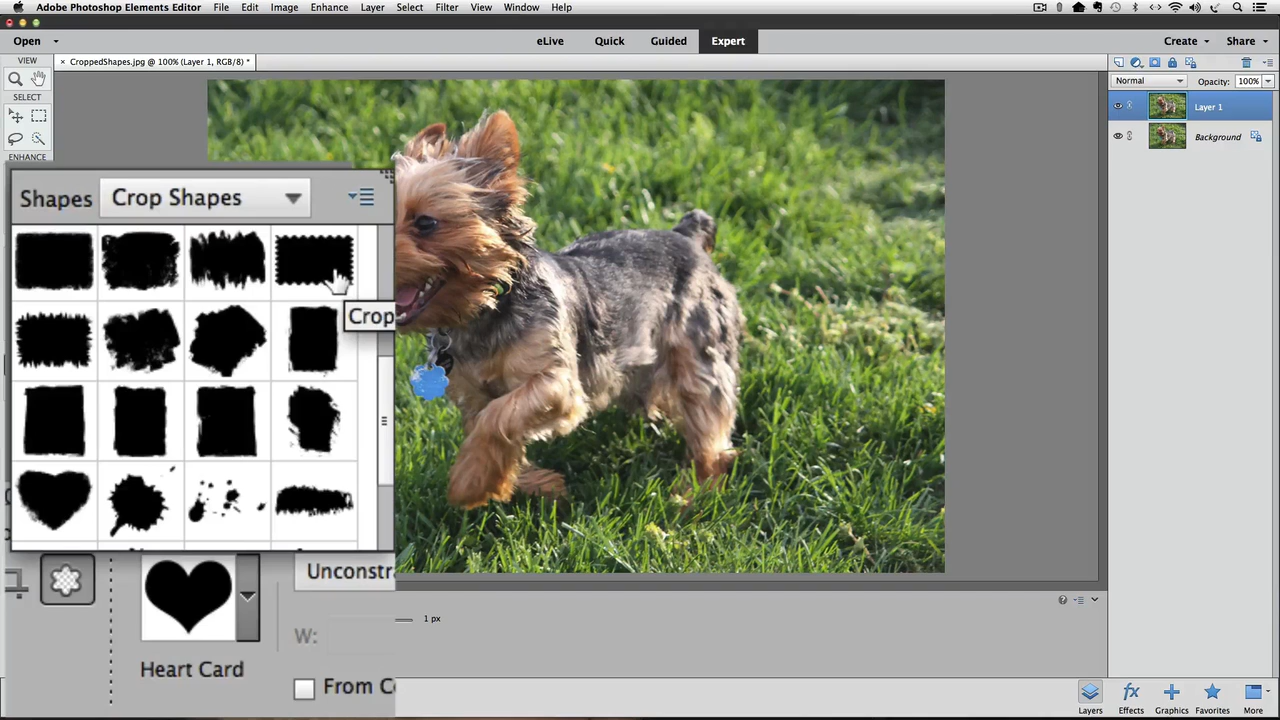 Adobe Photoshop Elements Editor File Edit Image Enhance Layer Select Filter View Window Help
Open eLive Quick Guided Expert Create Share
VIEW × CroppedShapes.jpg @ 100% (Layer 1, RGB/8) *
Normal Opacity: 100%
SELECT
Layer 1
Background
ENHANCE
Shapes Crop Shapes
Crop
Unconstra
1 px
W:
Heart Card
From Co
Layers Effects Graphics Favorites More